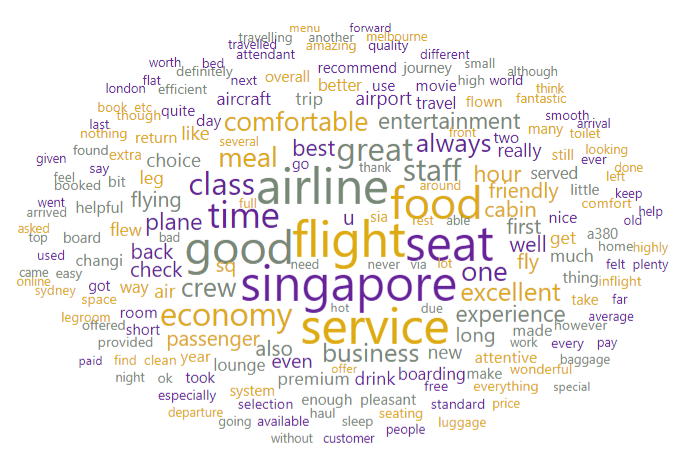 menu forward
travelling another melbourne
travelled amazing quality
worth bed attendant different
definitely overall recommend journey small although
london flat efficient next better use movie high world think
book etc aircraft trip airport travel flown fantastic
though quite day comfortable entertainment smooth
last nothing return like several best great always front two many arrival toilet
found extra choice meal go thank staff really still looking
given say leg class airline hour served ever done
feel booked bit flying around food friendly little left
went helpful time full u sia rest able cabin nice comfort keep
arrived flew plane flight seat first old help
asked top board bad good well get a380 home highly
used changi back need never via lot one fly much felt plenty
came easy check sq singapore thing inflight
online got way air crew hot due excellent take far
sydney space room economy service experience average
legroom offered short passenger also business long made however
provided year even offer new work every pay
paid find clean lounge attentive baggage
night ok took system premium drink boarding make wonderful
especially selection enough pleasant free everything special
departure haul seating standard price
going available sleep people luggage
without customer